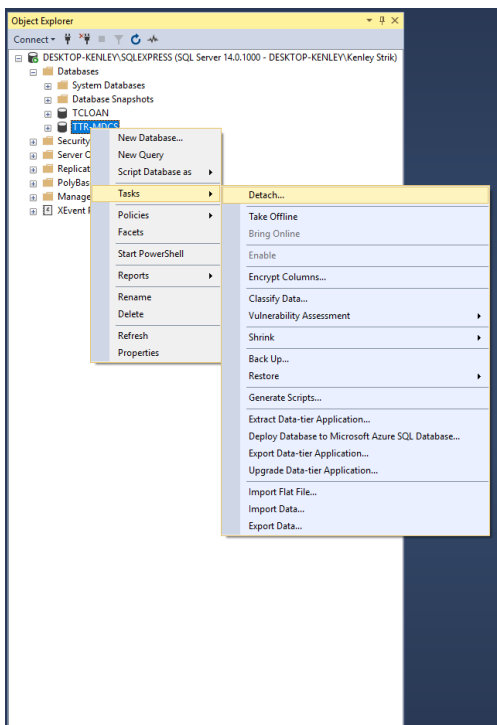 Object Explorer
Connect
DESKTOP-KENLEY\SQLEXPRESS (SQL Server 14.0.1000 - DESKTOP-KENLEY\Kenley Strik)
Databases
System Databases
Database Snapshots
TCLOAN
TTR-MDCS
Security
Server O
Replicat
PolyBas
Manage
XEvent P
New Database...
New Query
Script Database as
Tasks
Policies
Facets
Start PowerShell
Reports
Rename
Delete
Refresh
Properties
Detach...
Take Offline
Bring Online
Enable
Encrypt Columns...
Classify Data...
Vulnerability Assessment
Shrink
Back Up...
Restore
Generate Scripts...
Extract Data-tier Application...
Deploy Database to Microsoft Azure SQL Database...
Export Data-tier Application...
Upgrade Data-tier Application...
Import Flat File...
Import Data...
Export Data...